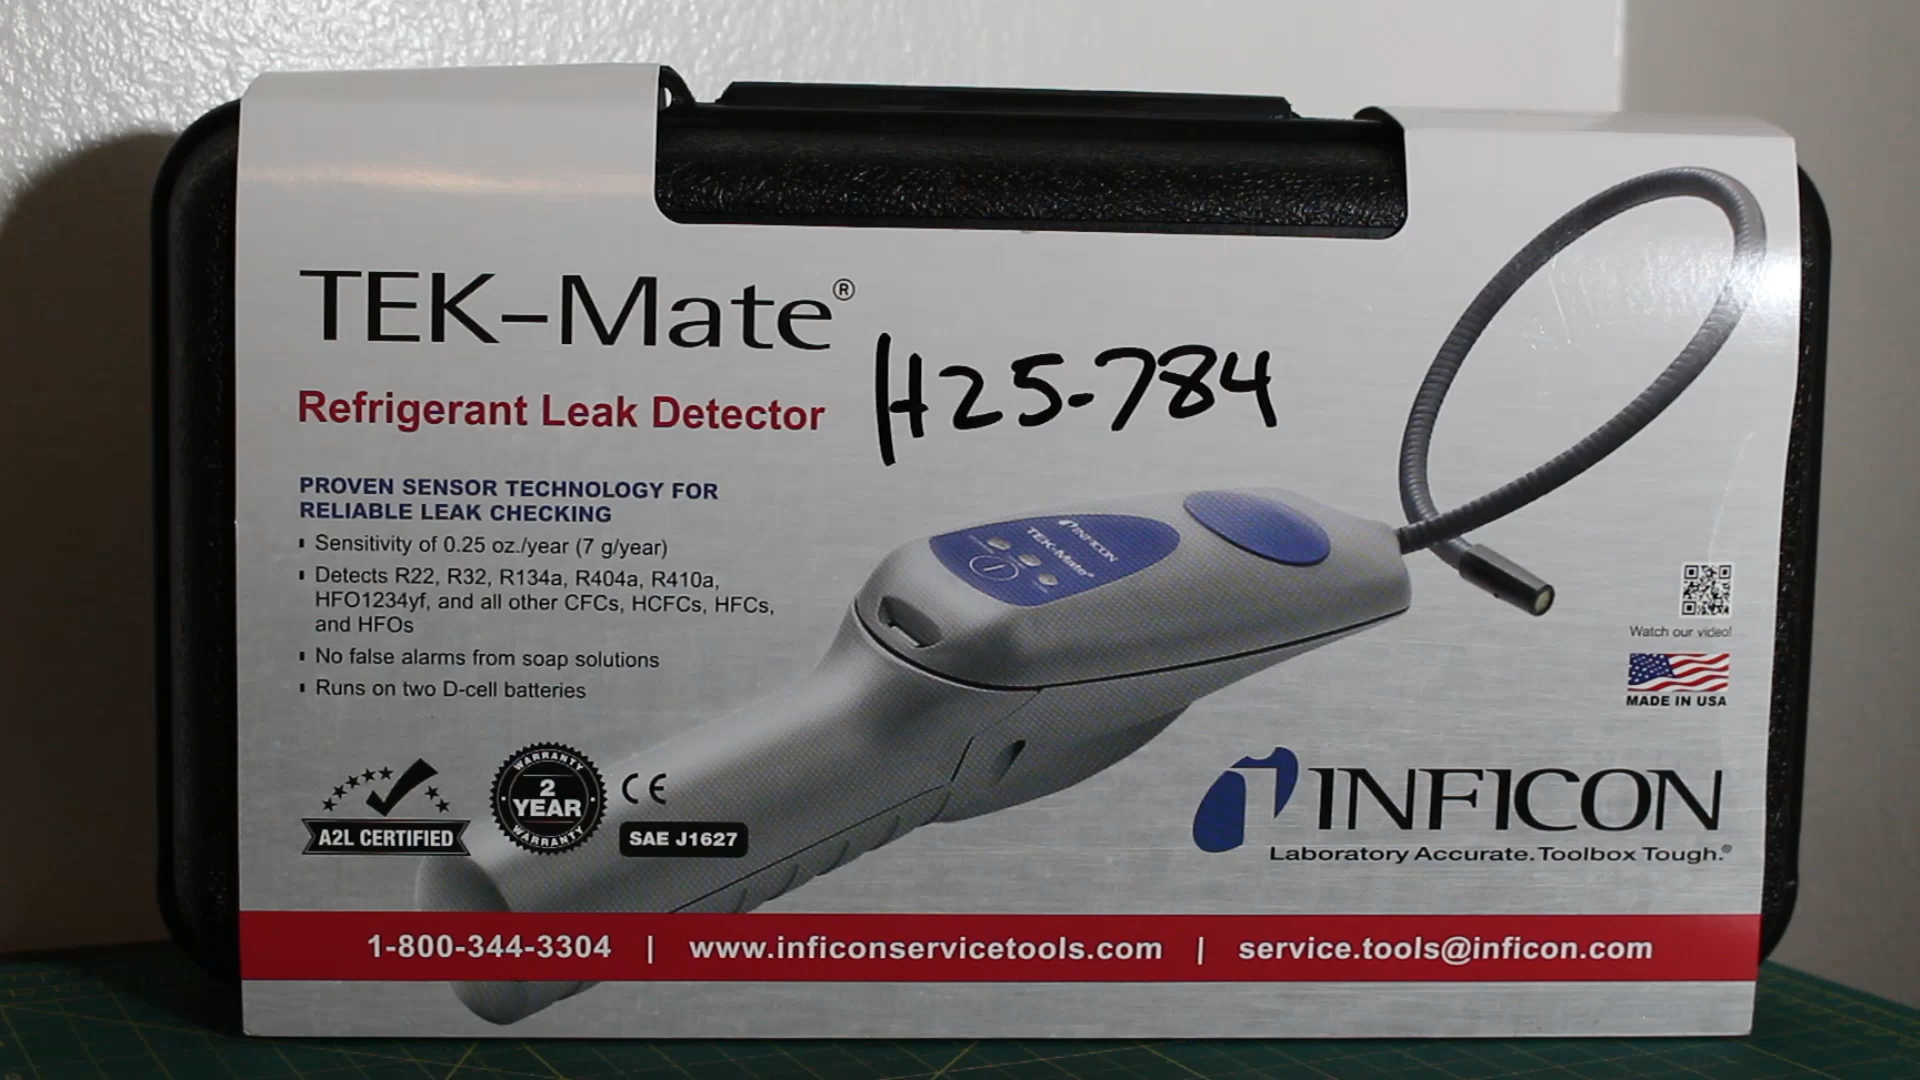 TEK-Mate®
H25-784
Refrigerant Leak Detector
PROVEN SENSOR TECHNOLOGY FOR
RELIABLE LEAK CHECKING
Sensitivity of 0.25 oz./year (7 g/year)
Detects R22, R32, R134a, R404a, R410a,
HFO1234yf, and all other CFCs, HCFCs, HFCs,
and HFOs
No false alarms from soap solutions
Runs on two D-cell batteries
INFICON
TEK-Mate®
Watch our video!
MADE IN USA
A2L CERTIFIED
WARRANTY
2
YEAR
WARRANTY
CE
SAE J1627
INFICON
Laboratory Accurate. Toolbox Tough.®
1-800-344-3304 | www.inficonservicetools.com | service.tools@inficon.com